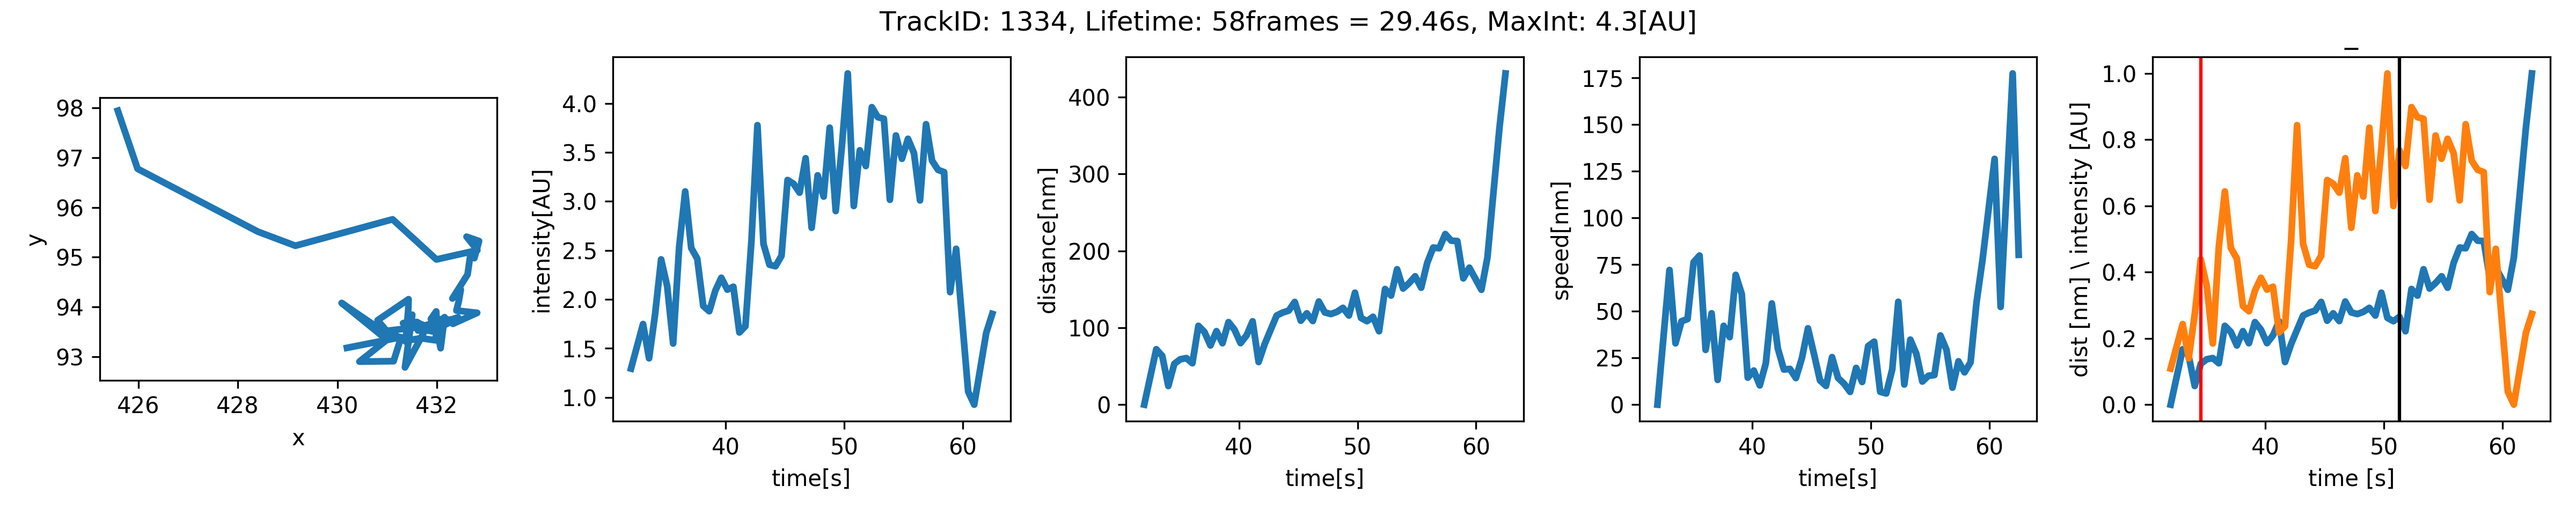 TrackID: 1334, Lifetime: 58frames = 29.46s, MaxInt: 4.3[AU]
98
97
96
95
94
93
y
426 428 430 432
x
4.0
3.5
3.0
2.5
2.0
1.5
1.0
intensity[AU]
40 50 60
time[s]
400
300
200
100
0
distance[nm]
40 50 60
time[s]
175
150
125
100
75
50
25
0
speed[nm]
40 50 60
time[s]
_
1.0
0.8
0.6
0.4
0.2
0.0
dist [nm] \ intensity [AU]
40 50 60
time [s]